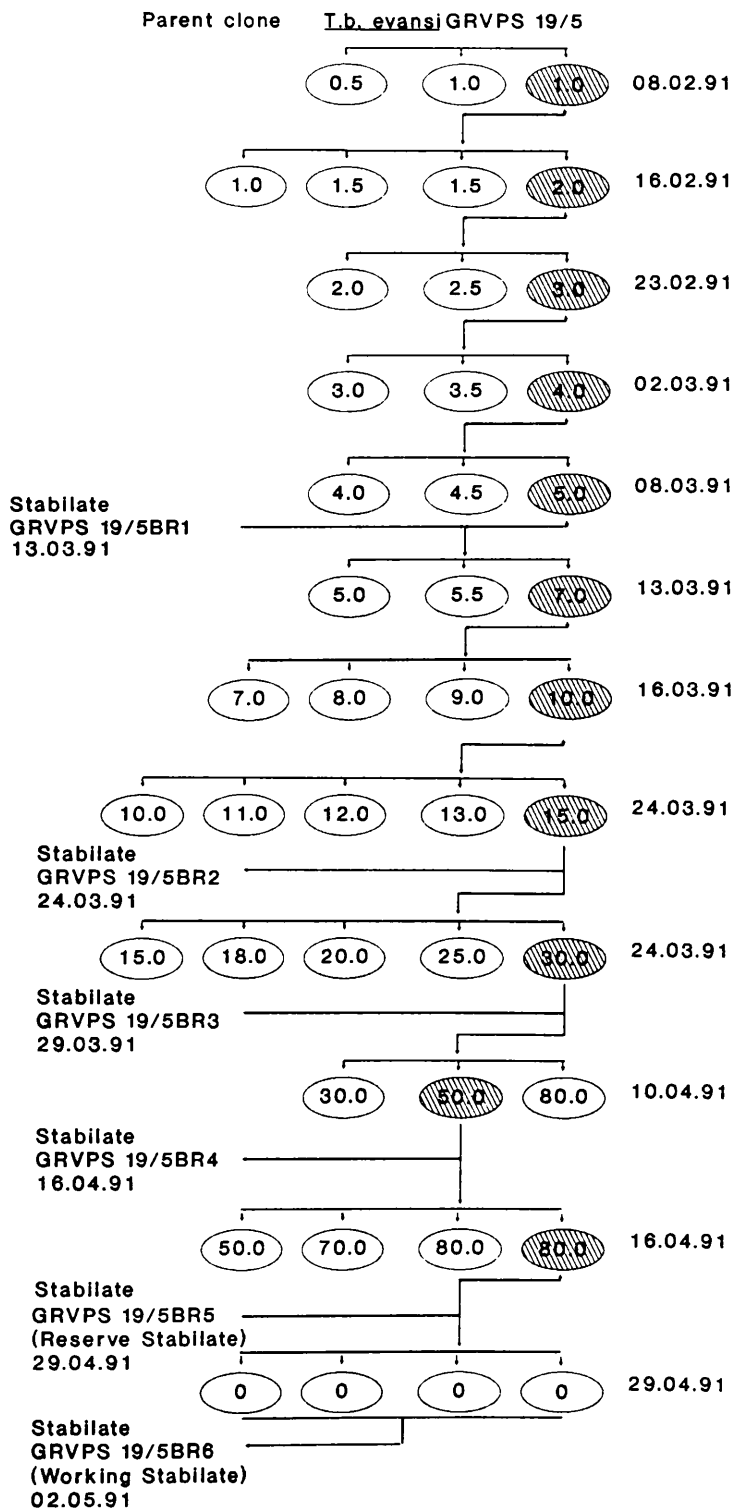 Parent clone T.b. evansi GRVPS 19/5
0.5 1.0 1.0 08.02.91
1.0 1.5 1.5 2.0 16.02.91
2.0 2.5 3.0 23.02.91
3.0 3.5 4.0 02.03.91
4.0 4.5 5.0 08.03.91
Stabilate
GRVPS 19/5BR1
13.03.91
5.0 5.5 7.0 13.03.91
7.0 8.0 9.0 10.0 16.03.91
10.0 11.0 12.0 13.0 15.0 24.03.91
Stabilate
GRVPS 19/5BR2
24.03.91
15.0 18.0 20.0 25.0 30.0 24.03.91
Stabilate
GRVPS 19/5BR3
29.03.91
30.0 50.0 80.0 10.04.91
Stabilate
GRVPS 19/5BR4
16.04.91
50.0 70.0 80.0 80.0 16.04.91
Stabilate
GRVPS 19/5BR5
(Reserve Stabilate)
29.04.91
0 0 0 0 29.04.91
Stabilate
GRVPS 19/5BR6
(Working Stabilate)
02.05.91